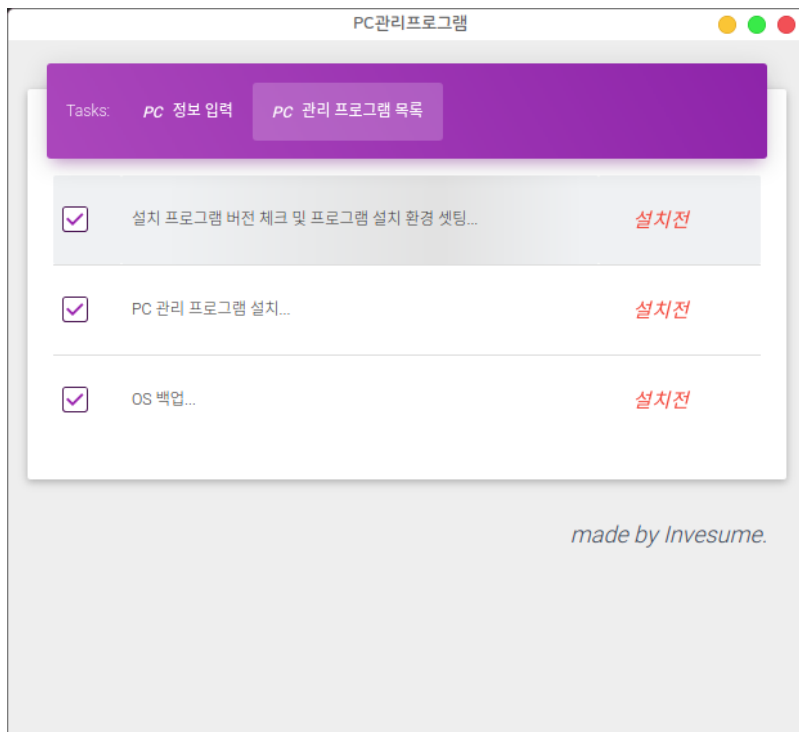 PC관리프로그램
Tasks: PC 정보 입력 PC 관리 프로그램 목록
설치 프로그램 버전 체크 및 프로그램 설치 환경 셋팅... 설치전
PC 관리 프로그램 설치... 설치전
OS 백업... 설치전
made by Invesume.